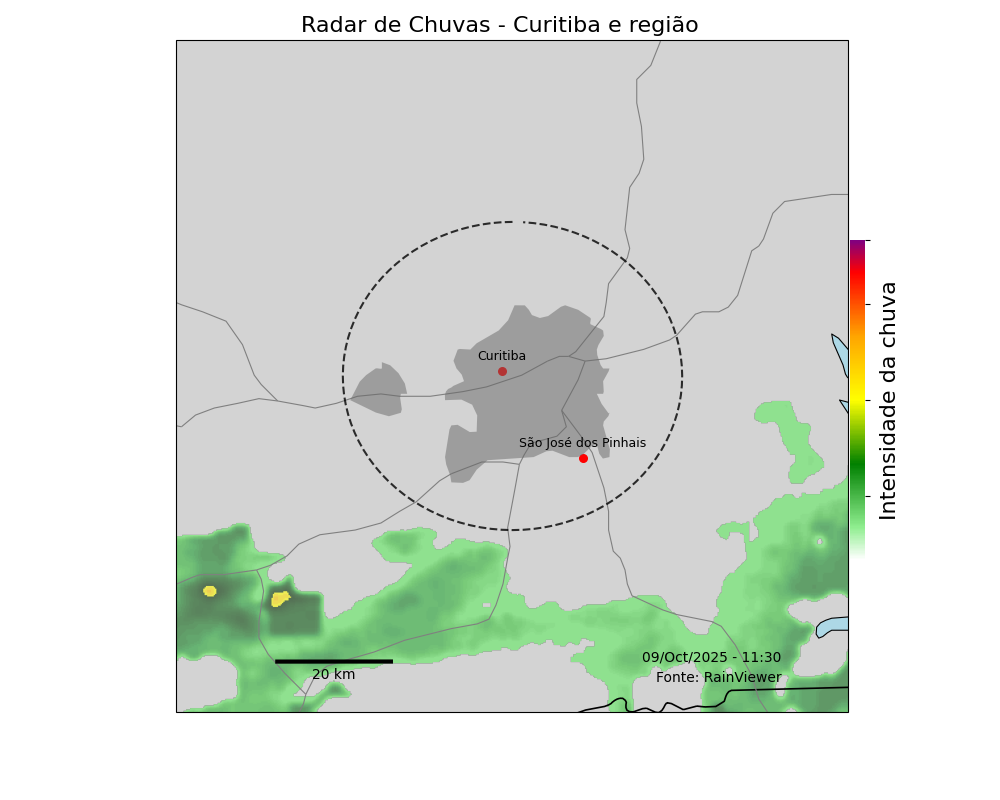 Radar de Chuvas - Curitiba e região
Curitiba
São José dos Pinhais
Intensidade da chuva
09/Oct/2025 - 11:30
Fonte: RainViewer
20 km